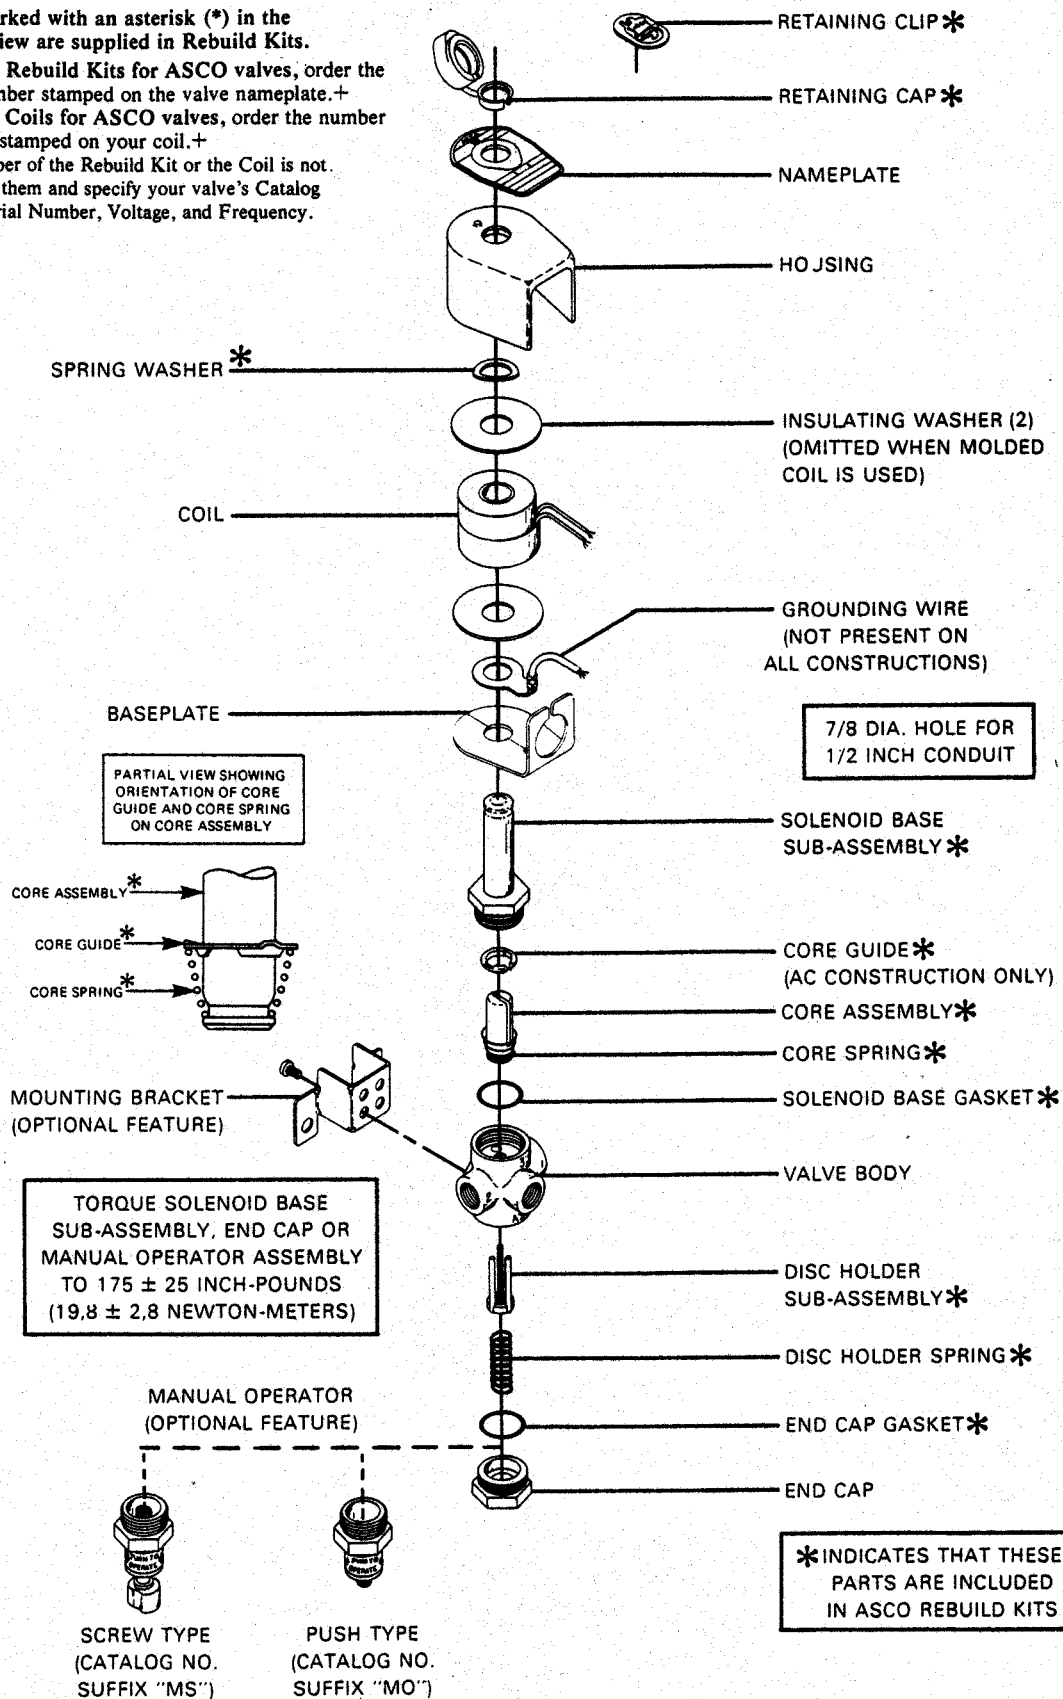 rked with an asterisk (*) in the
view are supplied in Rebuild Kits.
Rebuild Kits for ASCO valves, order the
nber stamped on the valve nameplate.+
Coils for ASCO valves, order the number
stamped on your coil.+
ber of the Rebuild Kit or the Coil is not.
them and specify your valve's Catalog
rial Number, Voltage, and Frequency.
RETAINING CLIP*
RETAINING CAP*
NAMEPLATE
HOJSING
SPRING WASHER*
INSULATING WASHER (2)
(OMITTED WHEN MOLDED
COIL IS USED)
COIL
GROUNDING WIRE
(NOT PRESENT ON
ALL CONSTRUCTIONS)
BASEPLATE
7/8 DIA. HOLE FOR
1/2 INCH CONDUIT
PARTIAL VIEW SHOWING
ORIENTATION OF CORE
GUIDE AND CORE SPRING
ON CORE ASSEMBLY
SOLENOID BASE
SUB-ASSEMBLY*
CORE ASSEMBLY*
CORE GUIDE*
CORE SPRING*
CORE GUIDE*
(AC CONSTRUCTION ONLY)
CORE ASSEMBLY*
CORE SPRING*
MOUNTING BRACKET
(OPTIONAL FEATURE)
SOLENOID BASE GASKET*
VALVE BODY
TORQUE SOLENOID BASE
SUB-ASSEMBLY, END CAP OR
MANUAL OPERATOR ASSEMBLY
TO 175 ± 25 INCH-POUNDS
(19,8 ± 2,8 NEWTON-METERS)
DISC HOLDER
SUB-ASSEMBLY*
DISC HOLDER SPRING*
MANUAL OPERATOR
(OPTIONAL FEATURE)
END CAP GASKET*
END CAP
PUSH TO
OPERATE
PUSH TO
OPERATE
*INDICATES THAT THESE
PARTS ARE INCLUDED
IN ASCO REBUILD KITS
SCREW TYPE
(CATALOG NO.
SUFFIX "MS")
PUSH TYPE
(CATALOG NO.
SUFFIX "MO")